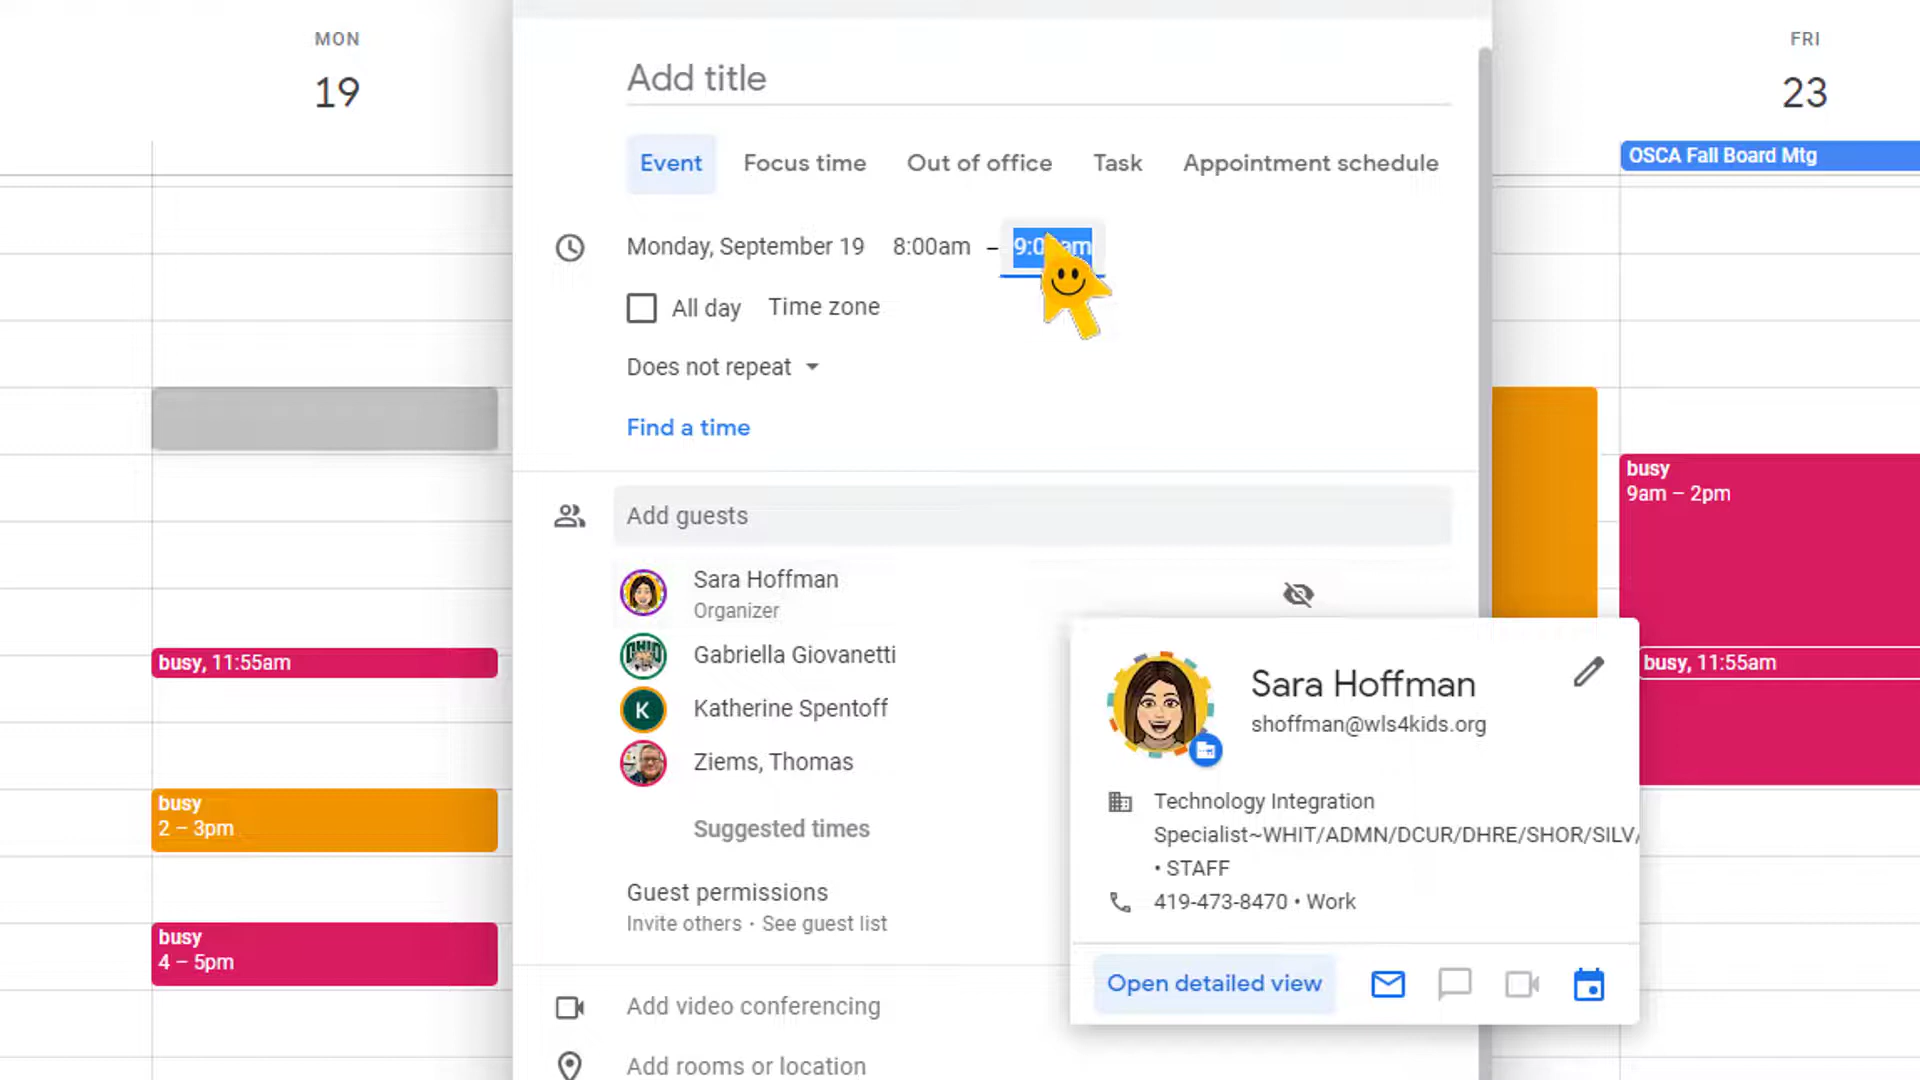 MON
19
FRI
23
OSCA Fall Board Mtg
Add title
Event
Focus time
Out of office
Task
Appointment schedule
Monday, September 19
8:00am
–
All day
Time zone
Does not repeat
Find a time
Add guests
Sara Hoffman
Organizer
Gabriella Giovanetti
K
Katherine Spentoff
Ziems, Thomas
Suggested times
Guest permissions
Invite others · See guest list
Add video conferencing
Add rooms or location
busy, 11:55am
busy
2 – 3pm
busy
4 – 5pm
Sara Hoffman
shoffman@wls4kids.org
Technology Integration
Specialist~WHIT/ADMN/DCUR/DHRE/SHOR/SILV/
• STAFF
419-473-8470 • Work
Open detailed view
busy
9am – 2pm
busy, 11:55am